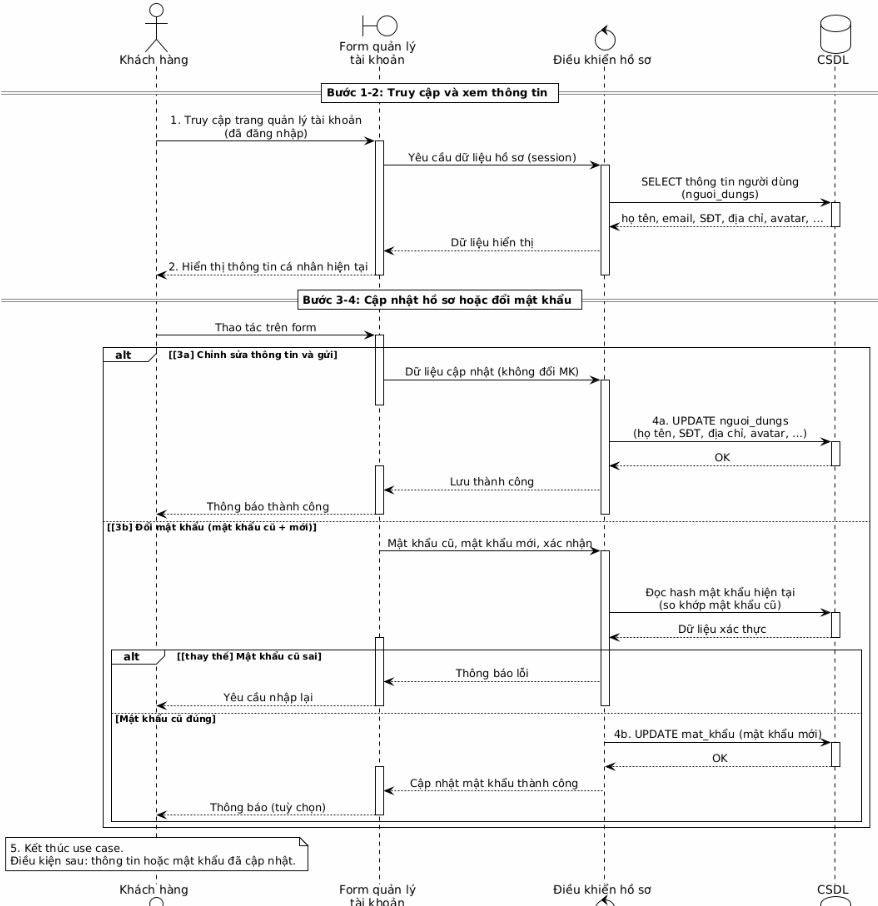 Khách hàng
Form quản lý
tài khoản
Điều khiển hồ sơ
CSDL
Bước 1-2: Truy cập và xem thông tin
1. Truy cập trang quản lý tài khoản
(đã đăng nhập)
Yêu cầu dữ liệu hồ sơ (session)
SELECT thông tin người dùng
(nguoi_dungs)
họ tên, email, SĐT, địa chỉ, avatar, ...
Dữ liệu hiển thị
2. Hiển thị thông tin cá nhân hiện tại
Bước 3-4: Cập nhật hồ sơ hoặc đổi mật khẩu
Thao tác trên form
alt
[[3a] Chỉnh sửa thông tin và gửi]
Dữ liệu cập nhật (không đổi MK)
4a. UPDATE nguoi_dungs
(họ tên, SĐT, địa chỉ, avatar, ...)
OK
Lưu thành công
Thông báo thành công
[[3b] Đổi mật khẩu (mật khẩu cũ + mới)]
Mật khẩu cũ, mật khẩu mới, xác nhận
Đọc hash mật khẩu hiện tại
(so khớp mật khẩu cũ)
Dữ liệu xác thực
alt
[[thay thế] Mật khẩu cũ sai]
Thông báo lỗi
Yêu cầu nhập lại
[Mật khẩu cũ đúng]
4b. UPDATE mat_khẩu (mật khẩu mới)
OK
Cập nhật mật khẩu thành công
Thông báo (tuỳ chọn)
5. Kết thúc use case.
Điều kiện sau: thông tin hoặc mật khẩu đã cập nhật.
Khách hàng
Form quản lý
tài khoản
Điều khiển hồ sơ
CSDL